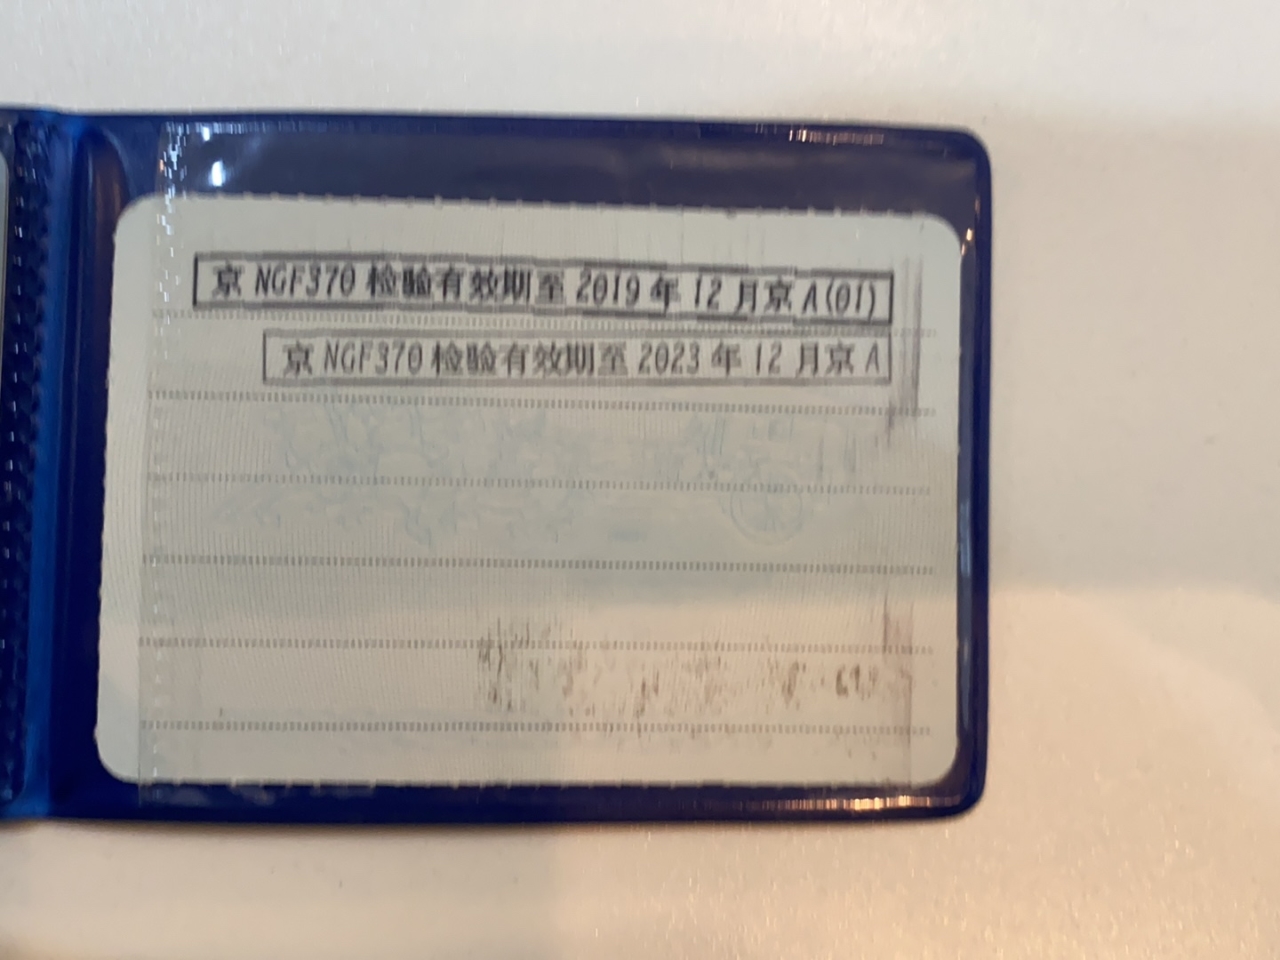 京 NGF370 检验有效期至 2019 年 12 月京 A(01)
京 NGF370 检验有效期至 2023 年 12 月京 A